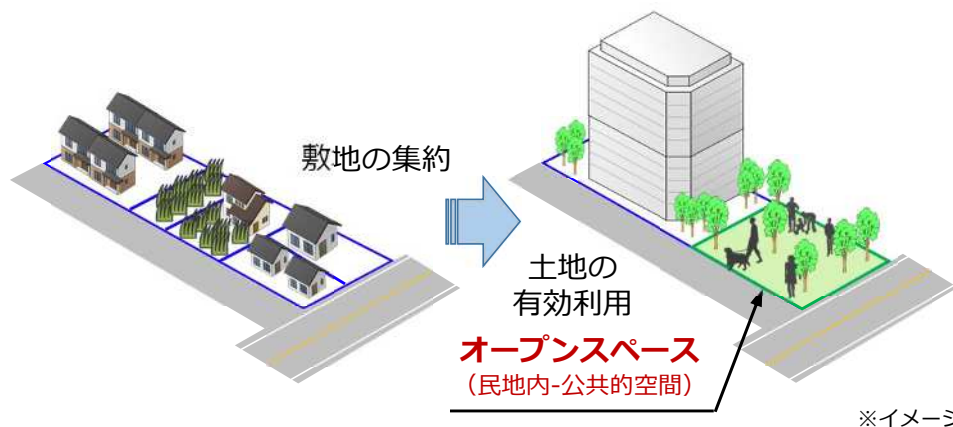 敷地の集約
土地の
有効利用
オープンスペース
（民地内-公共的空間）
※イメージ